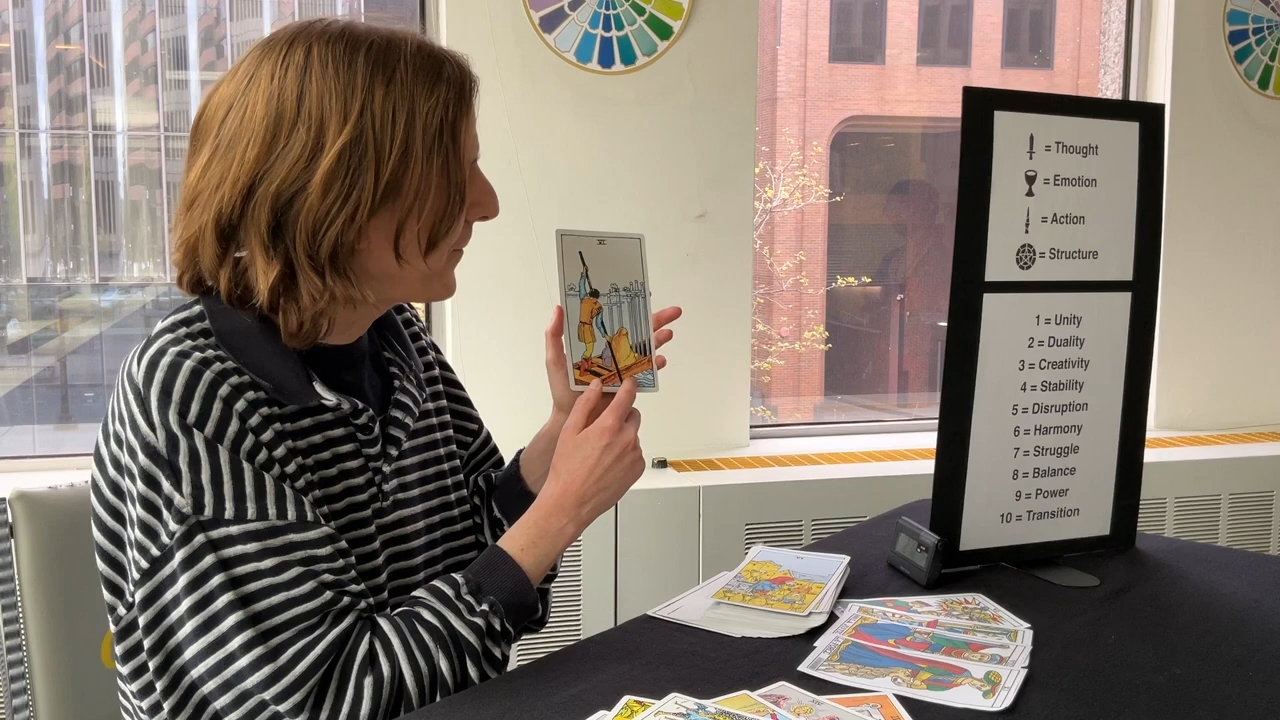 VI
= Thought
= Emotion
= Action
= Structure
1 = Unity
2 = Duality
3 = Creativity
4 = Stability
5 = Disruption
6 = Harmony
7 = Struggle
8 = Balance
9 = Power
10 = Transition